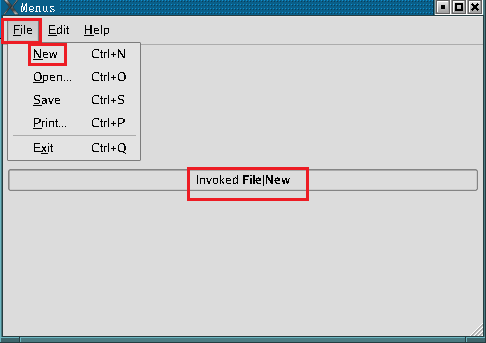 Menus
File Edit Help
New Ctrl+N
Open... Ctrl+O
Save Ctrl+S
Print... Ctrl+P
Exit Ctrl+Q
Invoked File|New